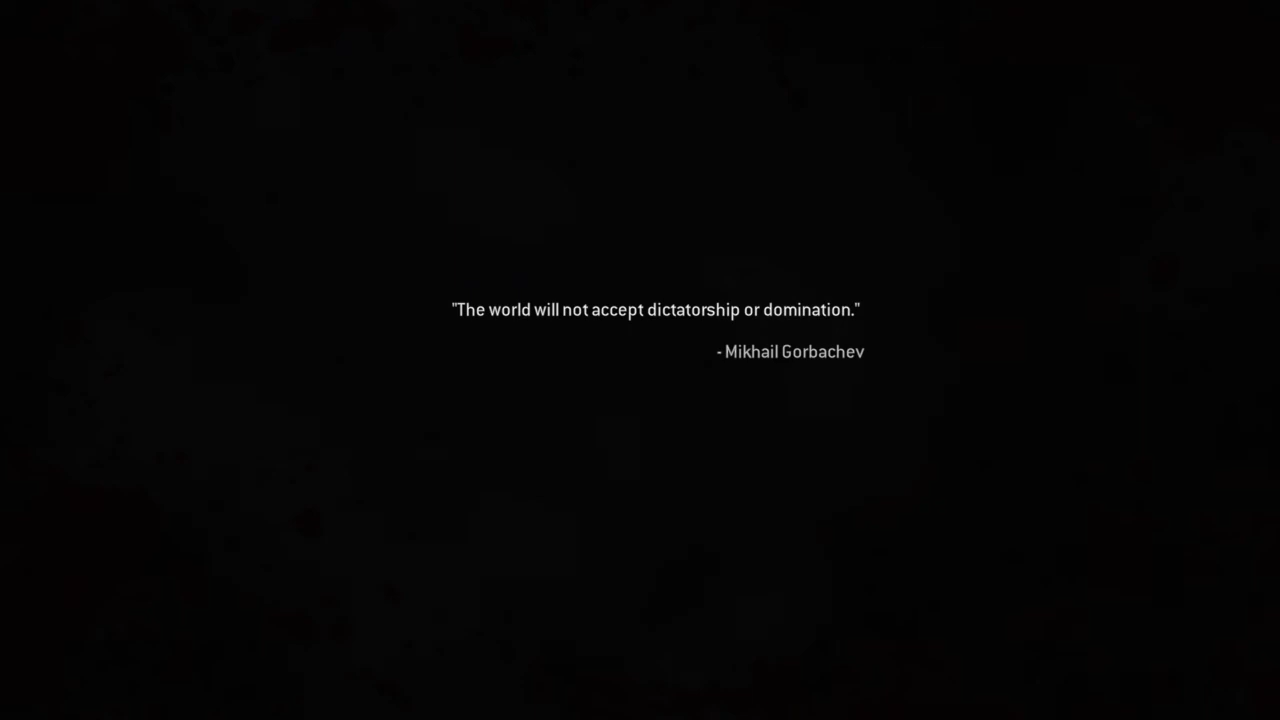 "The world will not accept dictatorship or domination."
- Mikhail Gorbachev